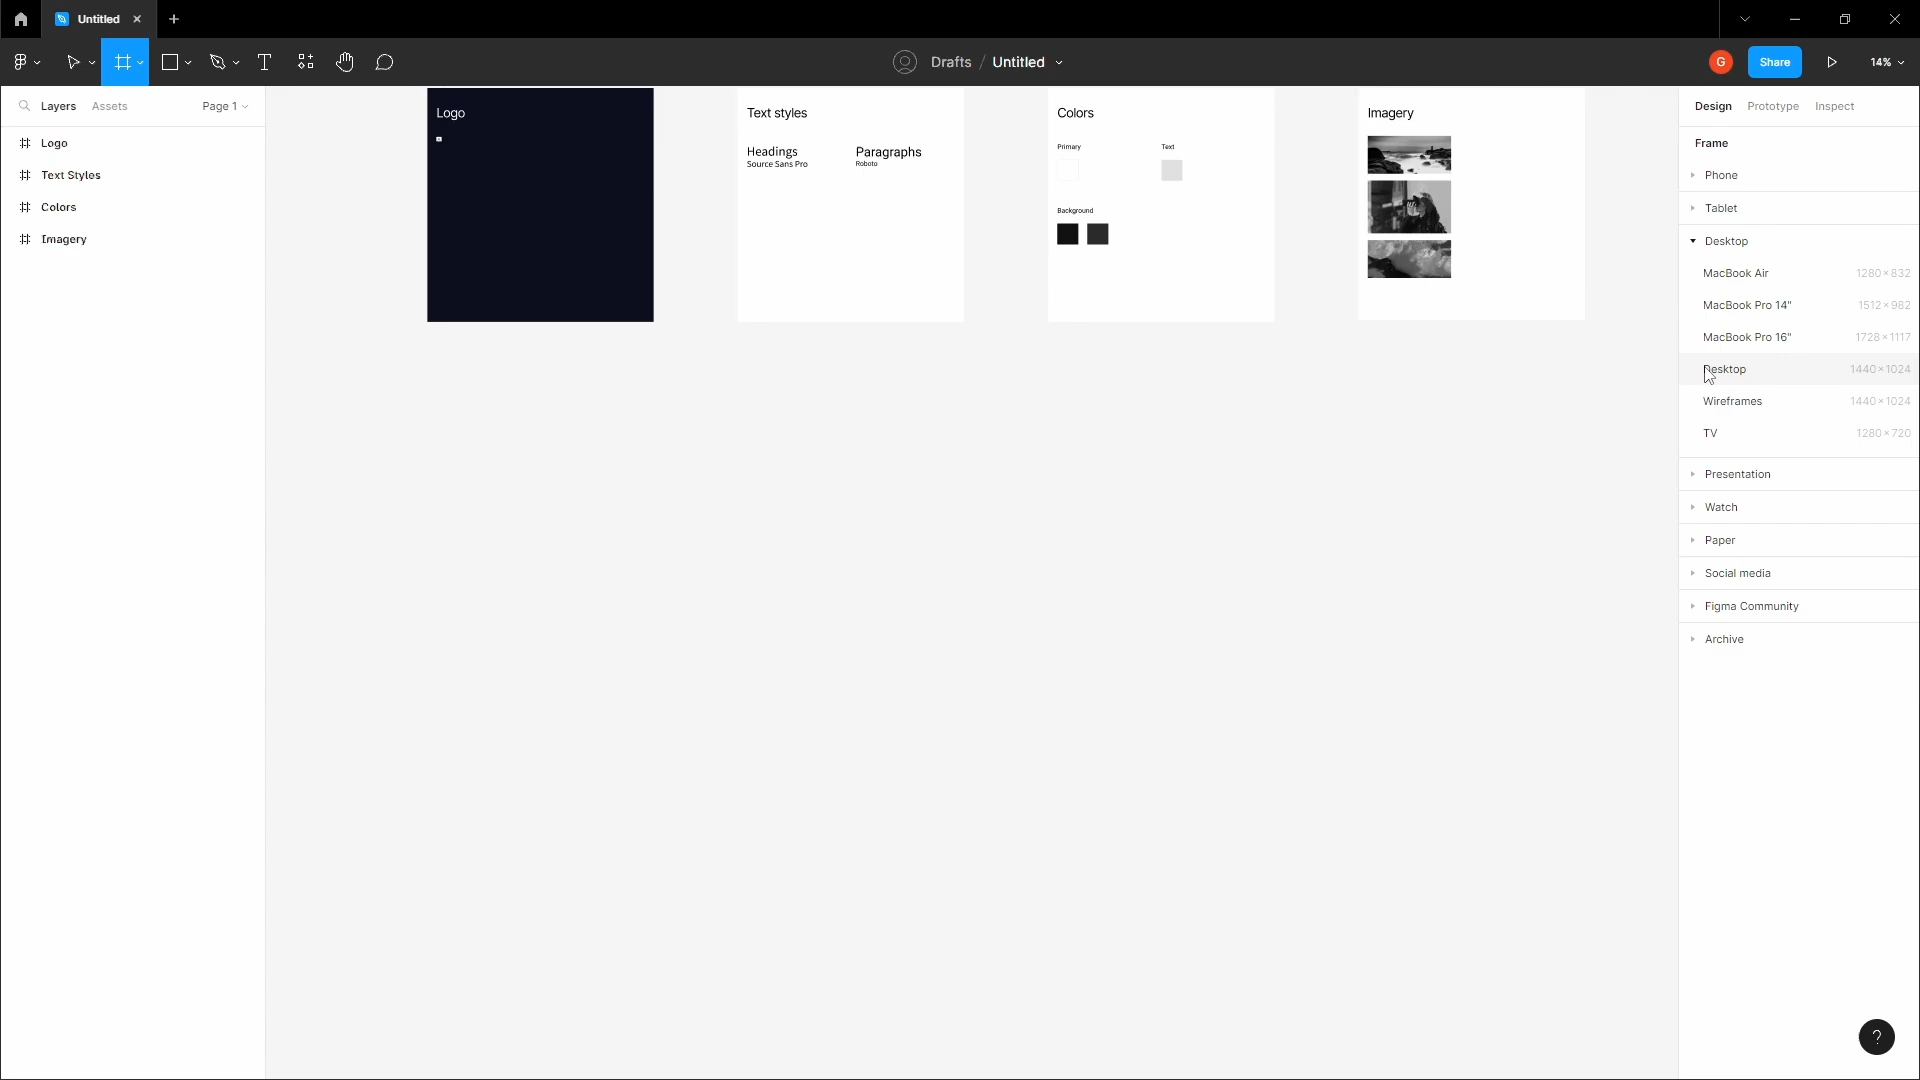 Untitled
Drafts / Untitled
G
Share
14%
Layers
Assets
Page 1
Logo
Text Styles
Colors
Imagery
Logo
Text styles
Headings
Source Sans Pro
Paragraphs
Roboto
Colors
Primary
Text
Background
Imagery
Design
Prototype
Inspect
Frame
Phone
Tablet
Desktop
MacBook Air 1280×832
MacBook Pro 14" 1512×982
MacBook Pro 16" 1728×1117
Desktop 1440×1024
Wireframes 1440×1024
TV 1280×720
Presentation
Watch
Paper
Social media
Figma Community
Archive
?